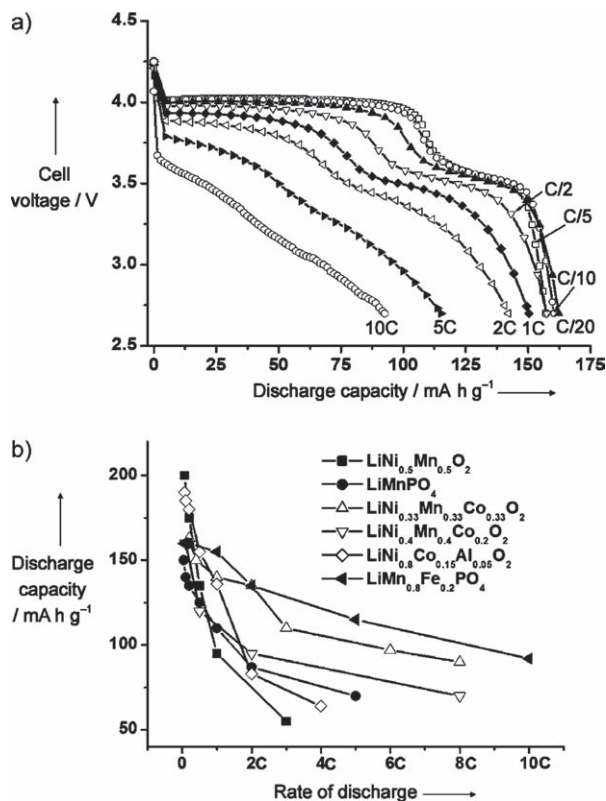 a)
4.25
4.0
Cell
voltage / V
3.5
3.0
2.5
C/2
C/5
C/10
C/20
10C 5C 2C 1C
0 25 50 75 100 125 150 175
Discharge capacity / mA h g⁻¹
b)
200
Discharge
capacity /
mA h g⁻¹
150
100
50
LiNi₀.₅Mn₀.₅O₂
LiMnPO₄
LiNi₀.₃₃Mn₀.₃₃Co₀.₃₃O₂
LiNi₀.₄Mn₀.₄Co₀.₂O₂
LiNi₀.₈Co₀.₁₅Al₀.₀₅O₂
LiMn₀.₈Fe₀.₂PO₄
0 2C 4C 6C 8C 10C
Rate of discharge